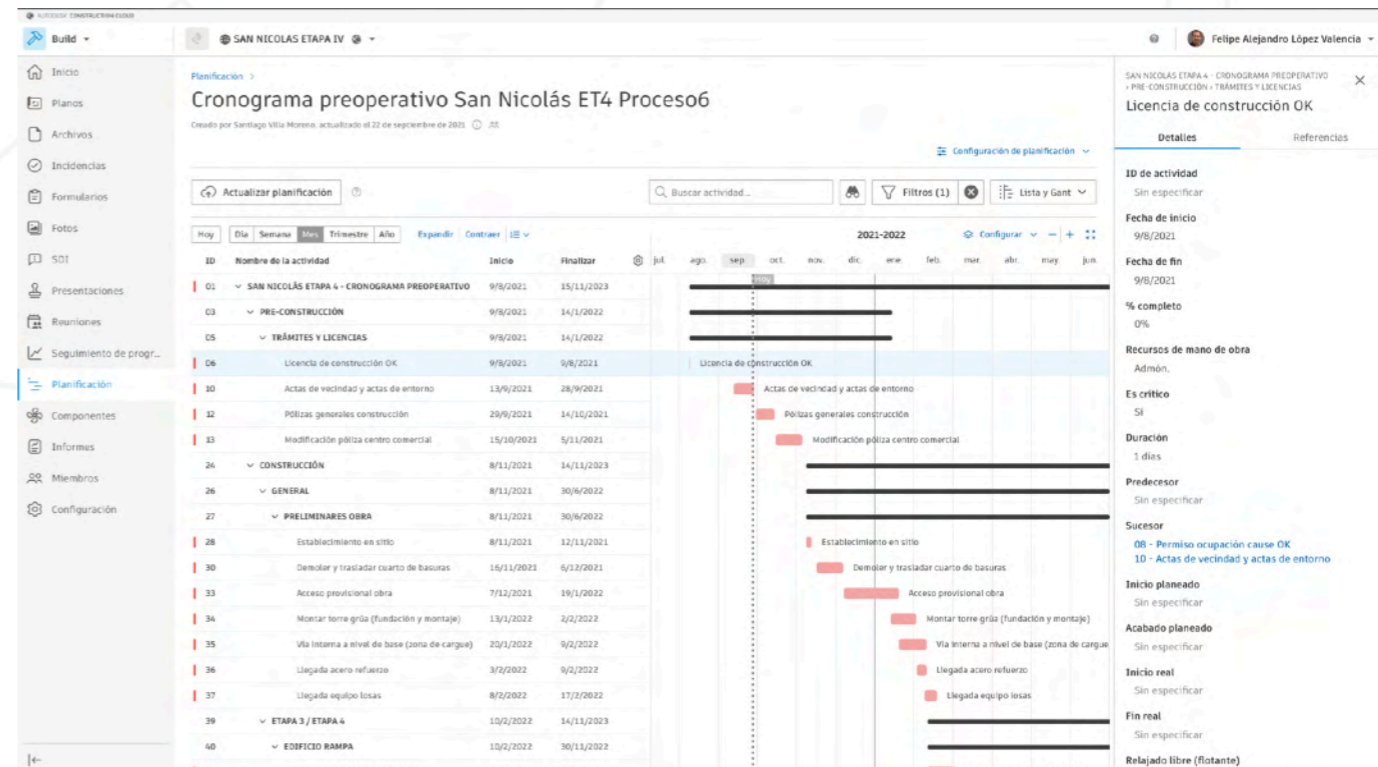 AUTODESK CONSTRUCTION CLOUD
Build
SAN NICOLAS ETAPA IV
Felipe Alejandro López Valencia
Inicio
Planos
Archivos
Incidencias
Formularios
Fotos
SDI
Presentaciones
Reuniones
Seguimiento de progr...
Planificación
Componentes
Informes
Miembros
Configuración
Planificación >
Cronograma preoperativo San Nicolás ET4 Proceso6
Creado por Santiago Villa Moreno, actualizado el 22 de septiembre de 2021
Configuración de planificación
Actualizar planificación
Buscar actividad...
Filtros (1)
Lista y Gant
Hoy Día Semana Mes Trimestre Año Expandir Contraer
2021-2022
Configurar
ID Nombre de la actividad Inicio Finalizar
jul. ago. sep. oct. nov. dic. ene. feb. mar. abr. may. jun.
Hoy
01 SAN NICOLÁS ETAPA 4 - CRONOGRAMA PREOPERATIVO 9/8/2021 15/11/2023
03 PRE-CONSTRUCCIÓN 9/8/2021 14/1/2022
05 TRÁMITES Y LICENCIAS 9/8/2021 14/1/2022
06 Licencia de construcción OK 9/8/2021 9/8/2021 Licencia de construcción OK
10 Actas de vecindad y actas de entorno 13/9/2021 28/9/2021 Actas de vecindad y actas de entorno
12 Pólizas generales construcción 29/9/2021 14/10/2021 Pólizas generales construcción
13 Modificación póliza centro comercial 15/10/2021 5/11/2021 Modificación póliza centro comercial
24 CONSTRUCCIÓN 8/11/2021 14/11/2023
26 GENERAL 8/11/2021 30/6/2022
27 PRELIMINARES OBRA 8/11/2021 30/6/2022
28 Establecimiento en sitio 8/11/2021 12/11/2021 Establecimiento en sitio
30 Demoler y trasladar cuarto de basuras 16/11/2021 6/12/2021 Demoler y trasladar cuarto de basuras
33 Acceso provisional obra 7/12/2021 19/1/2022 Acceso provisional obra
34 Montar torre grúa (fundación y montaje) 13/1/2022 2/2/2022 Montar torre grúa (fundación y montaje)
35 Vía interna a nivel de base (zona de cargue) 20/1/2022 9/2/2022 Vía interna a nivel de base (zona de cargue
36 Llegada acero refuerzo 3/2/2022 9/2/2022 Llegada acero refuerzo
37 Llegada equipo losas 8/2/2022 17/2/2022 Llegada equipo losas
39 ETAPA 3 / ETAPA 4 10/2/2022 14/11/2023
40 EDIFICIO RAMPA 10/2/2022 30/11/2022
SAN NICOLÁS ETAPA 4 - CRONOGRAMA PREOPERATIVO
› PRE-CONSTRUCCIÓN › TRÁMITES Y LICENCIAS
Licencia de construcción OK
Detalles Referencias
ID de actividad
Sin especificar
Fecha de inicio
9/8/2021
Fecha de fin
9/8/2021
% completo
0%
Recursos de mano de obra
Admón.
Es crítico
Sí
Duración
1 días
Predecesor
Sin especificar
Sucesor
08 - Permiso ocupación cause OK
10 - Actas de vecindad y actas de entorno
Inicio planeado
Sin especificar
Acabado planeado
Sin especificar
Inicio real
Sin especificar
Fin real
Sin especificar
Relajado libre (flotante)